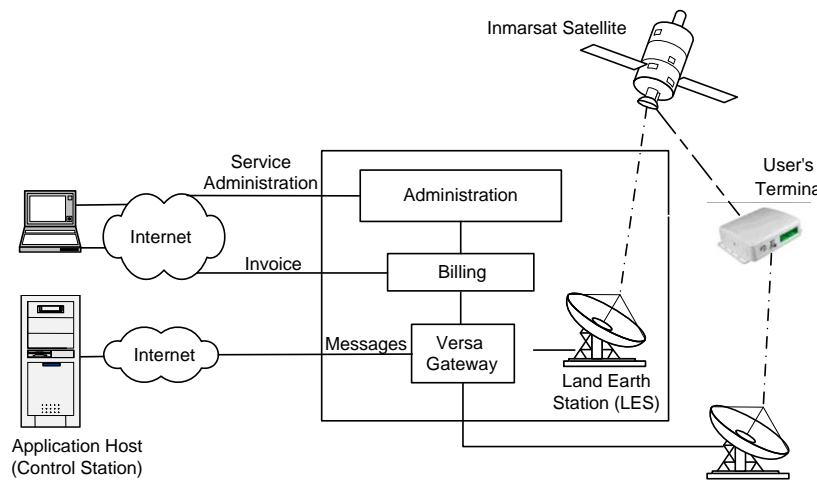 Inmarsat Satellite
User's
Termina
Service
Administration
Administration
Internet
Invoice
Billing
Internet
Messages
Versa
Gateway
Land Earth
Station (LES)
Application Host
(Control Station)